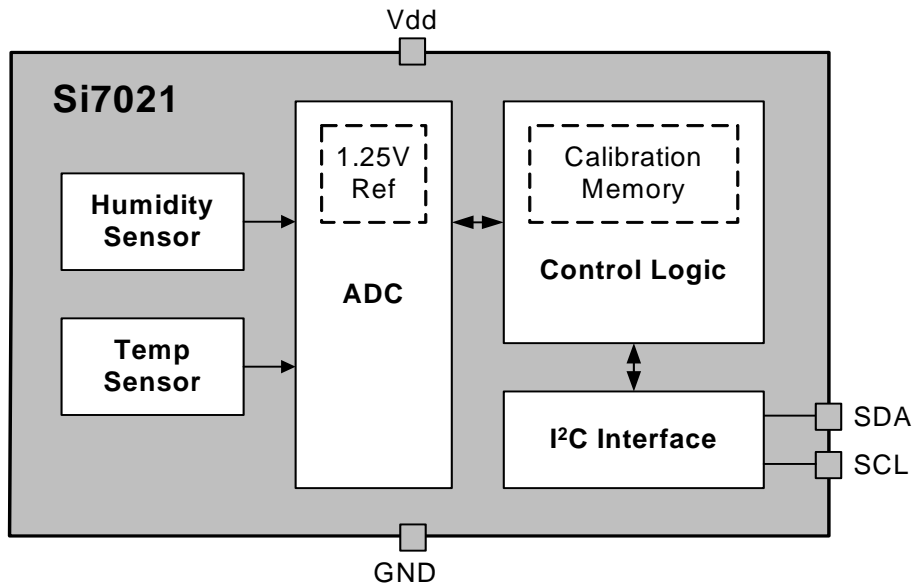 Vdd
Si7021
1.25V
Ref
Calibration
Memory
Humidity
Sensor
ADC
Control Logic
Temp
Sensor
I²C Interface
SDA
SCL
GND